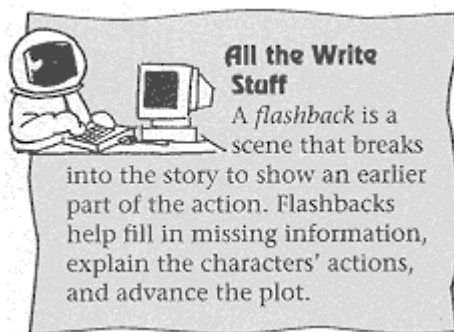 All the Write
Stuff
A flashback is a
scene that breaks
into the story to show an earlier
part of the action. Flashbacks
help fill in missing information,
explain the characters' actions,
and advance the plot.